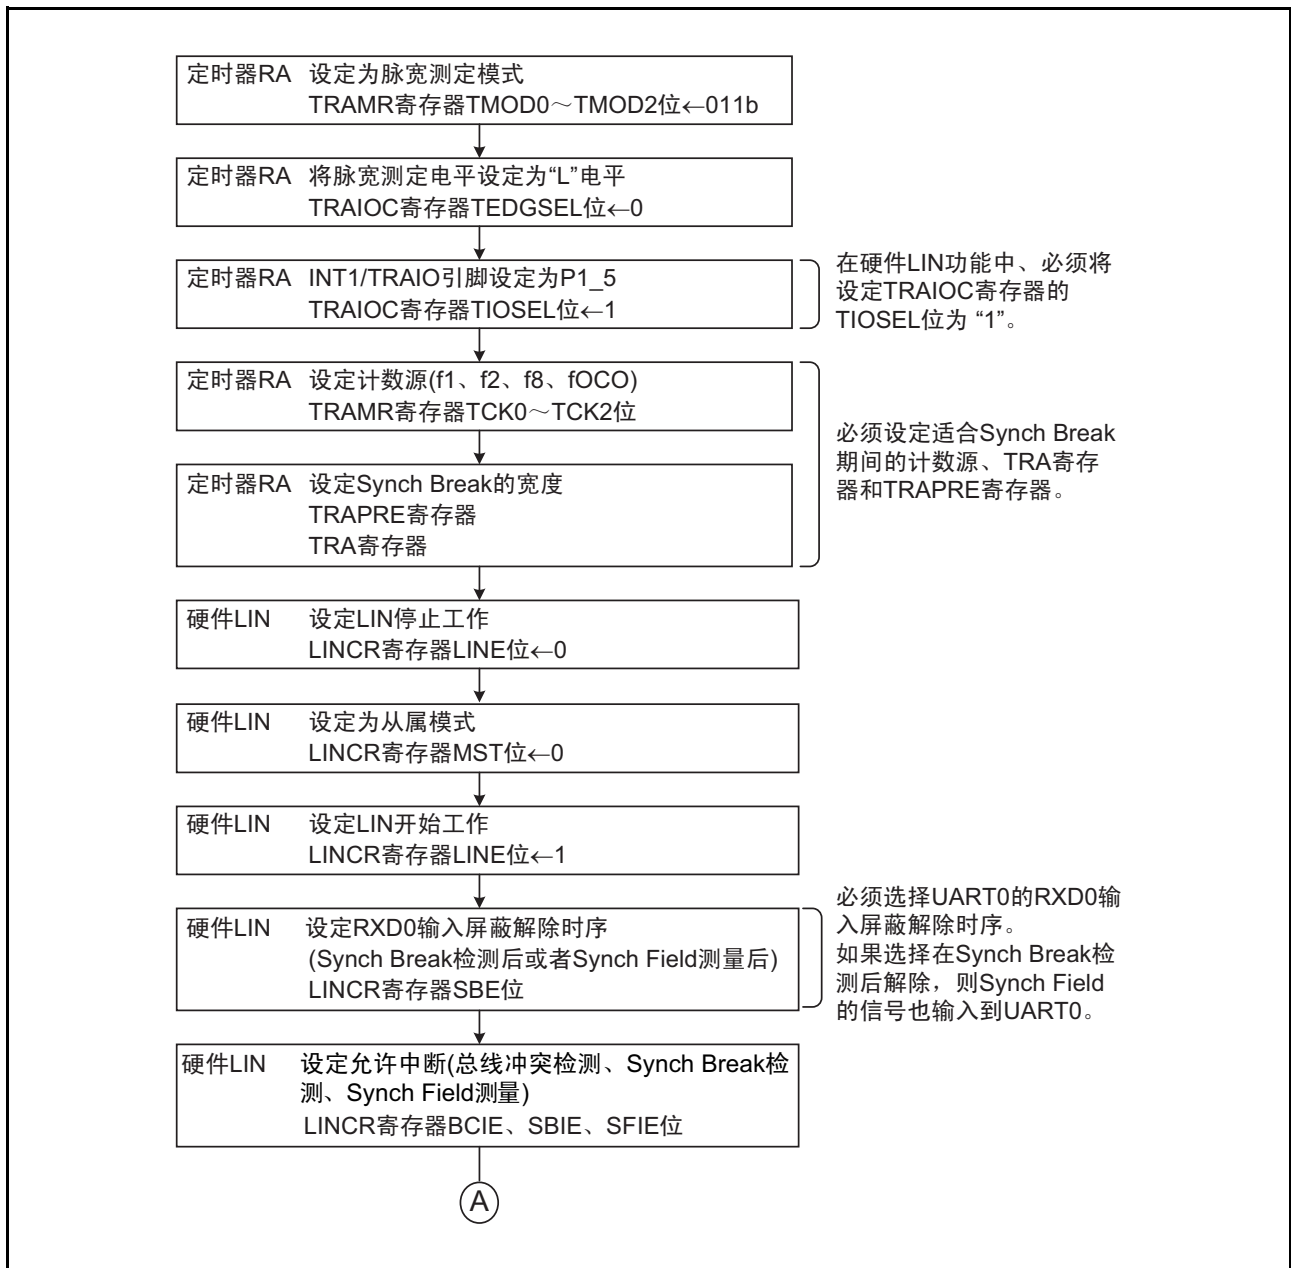 定时器RA 设定为脉宽测定模式
TRAMR寄存器TMOD0～TMOD2位←011b
定时器RA 将脉宽测定电平设定为“L”电平
TRAIOC寄存器TEDGSEL位←0
定时器RA INT1/TRAIO引脚设定为P1_5
TRAIOC寄存器TIOSEL位←1
在硬件LIN功能中、必须将
设定TRAIOC寄存器的
TIOSEL位为 “1”。
定时器RA 设定计数源(f1、f2、f8、fOCO)
TRAMR寄存器TCK0～TCK2位
定时器RA 设定Synch Break的宽度
TRAPRE寄存器
TRA寄存器
必须设定适合Synch Break
期间的计数源、TRA寄存
器和TRAPRE寄存器。
硬件LIN 设定LIN停止工作
LINCR寄存器LINE位←0
硬件LIN 设定为从属模式
LINCR寄存器MST位←0
硬件LIN 设定LIN开始工作
LINCR寄存器LINE位←1
硬件LIN 设定RXD0输入屏蔽解除时序
(Synch Break检测后或者Synch Field测量后)
LINCR寄存器SBE位
必须选择UART0的RXD0输
入屏蔽解除时序。
如果选择在Synch Break检
测后解除，则Synch Field
的信号也输入到UART0。
硬件LIN 设定允许中断(总线冲突检测、Synch Break检
测、Synch Field测量)
LINCR寄存器BCIE、SBIE、SFIE位
A